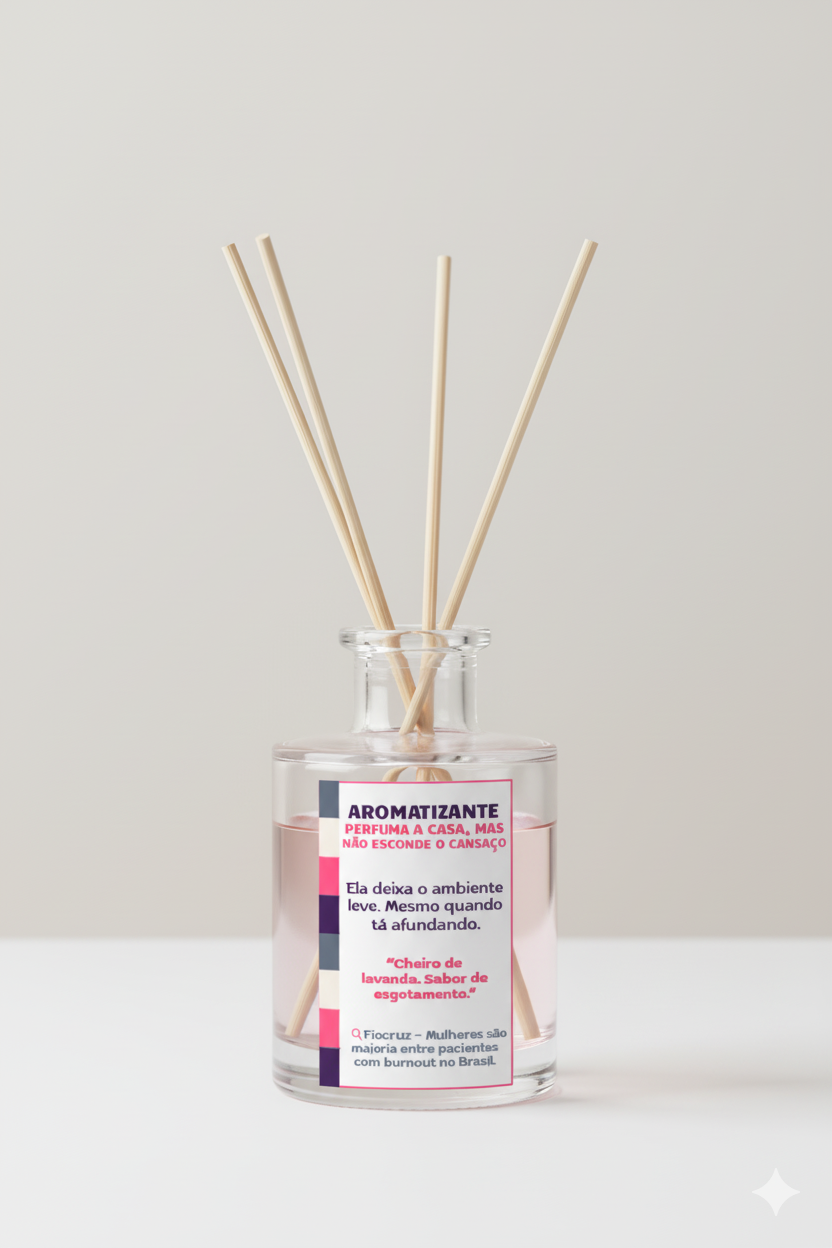 AROMATIZANTE
PERFUMA A CASA, MAS
NÃO ESCONDE O CANSAÇO
Ela deixa o ambiente
leve. Mesmo quando
tá afundando.
"Cheiro de
lavanda. Sabor de
esgotamento."
Fiocruz – Mulheres são
maioria entre pacientes
com burnout no Brasil.